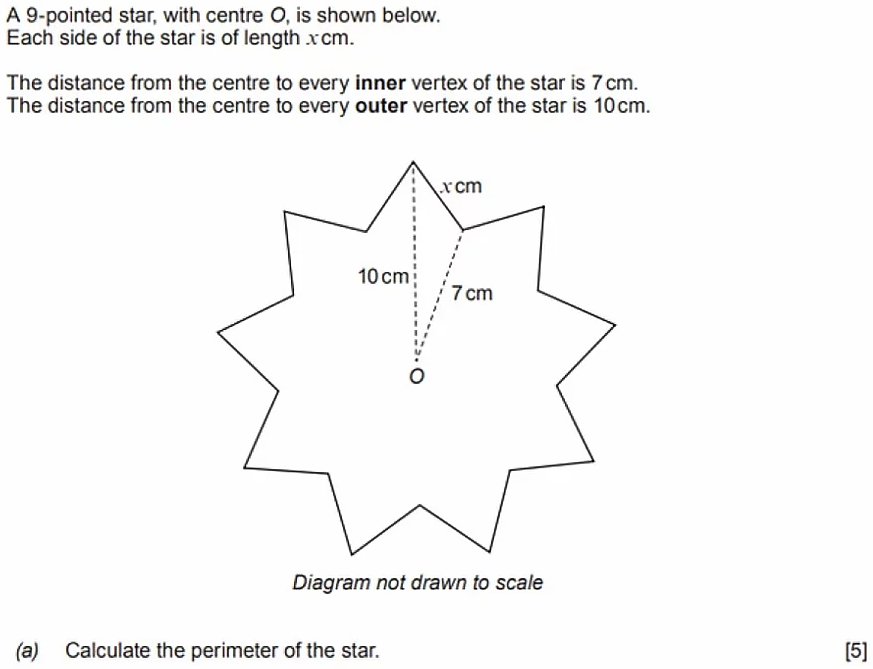 A 9-pointed star, with centre O, is shown below.
Each side of the star is of length x cm.
The distance from the centre to every inner vertex of the star is 7 cm.
The distance from the centre to every outer vertex of the star is 10 cm.
x cm
10 cm
7 cm
O
Diagram not drawn to scale
(a) Calculate the perimeter of the star. [5]